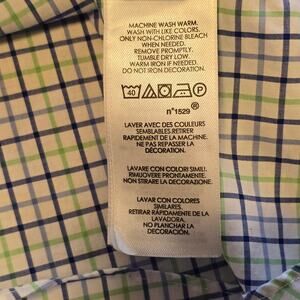 MACHINE WASH WARM.
WASH WITH LIKE COLORS.
ONLY NON-CHLORINE BLEACH
WHEN NEEDED.
REMOVE PROMPTLY.
TUMBLE DRY LOW.
WARM IRON IF NEEDED.
DO NOT IRON DECORATION.
40 P
n°1529 ®
LAVER AVEC DES COULEURS
SEMBLABLES.RETIRER
RAPIDEMENT DE LA MACHINE.
NE PAS REPASSER LA
DÉCORATION.
LAVARE CON COLORI SIMILI.
RIMUOVERE PRONTAMENTE.
NON STIRARE LA DECORAZIONE.
LAVAR CON COLORES
SIMILARES.
RETIRAR RÁPIDAMENTE DE LA
LAVADORA.
NO PLANCHAR LA
DECORACIÓN.